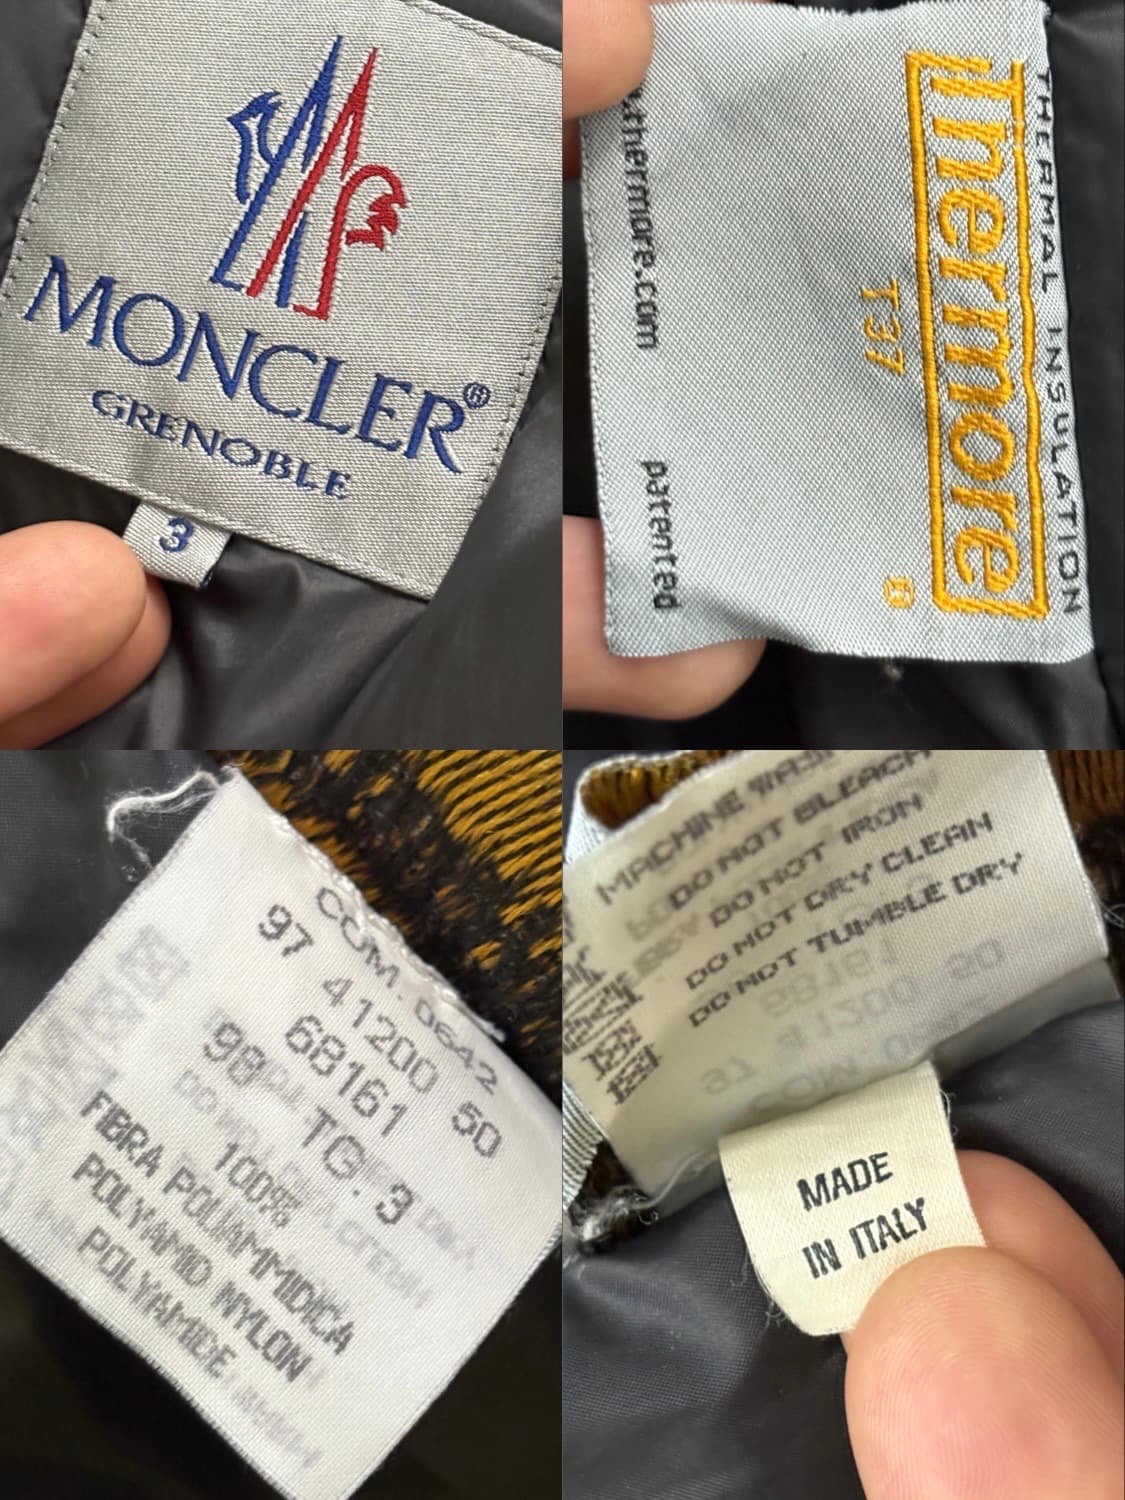 MONCLER®
GRENOBLE
3
THERMAL INSULATION
Thermore
®
T37
.thermore.com
patented
COM. 0642
97 41200 50
68161
98 TG. 3
100%
FIBRA POLIAMMIDICA
POLYAMID NYLON
POLYAMIDE
MACHINE WASH
DO NOT BLEACH
DO NOT IRON
DO NOT DRY CLEAN
DO NOT TUMBLE DRY
MADE
IN ITALY